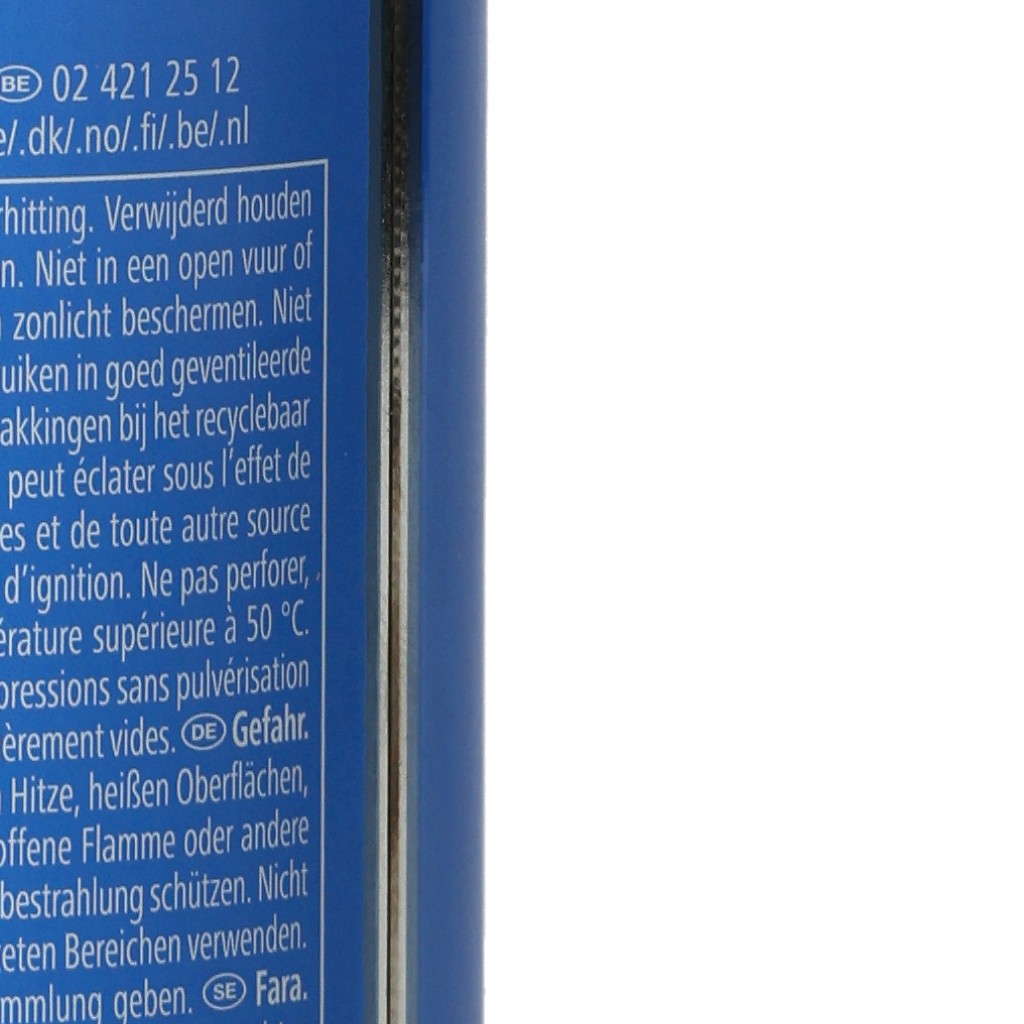 BE 02 421 25 12
/.dk/.no/.fi/.be/.nl
rhitting. Verwijderd houden
n. Niet in een open vuur of
zonlicht beschermen. Niet
uiken in goed geventileerde
akkingen bij het recyclebaar
peut éclater sous l'effet de
es et de toute autre source
d'ignition. Ne pas perforer,
érature supérieure à 50 °C.
pressions sans pulvérisation
èrement vides. DE Gefahr.
Hitze, heißen Oberflächen,
offene Flamme oder andere
bestrahlung schützen. Nicht
teten Bereichen verwenden.
mmlung geben. SE Fara.